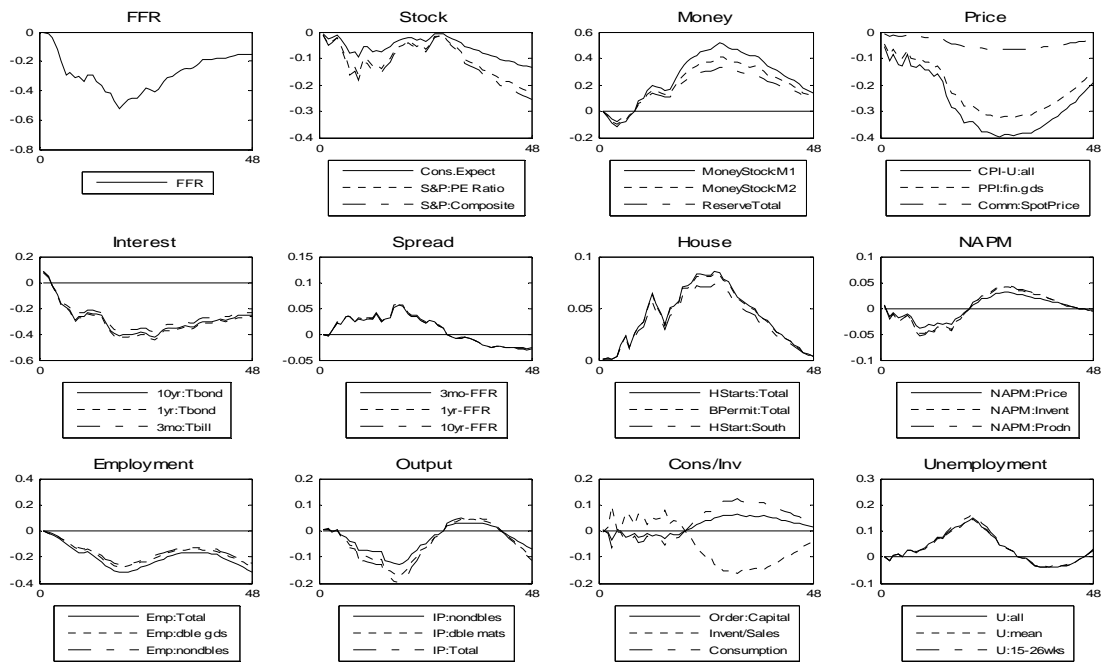 FFR
0
-0.2
-0.4
-0.6
-0.8
0 48
FFR
Stock
0
-0.1
-0.2
-0.3
-0.4
0 48
Cons.Expect
S&P:PE Ratio
S&P:Composite
Money
0.6
0.4
0.2
0
-0.2
0 48
MoneyStock:M1
MoneyStock:M2
ReserveTotal
Price
0
-0.1
-0.2
-0.3
-0.4
0 48
CPI-U:all
PPI:fin.gds
Comm:SpotPrice
Interest
0.2
0
-0.2
-0.4
-0.6
0 48
10yr:Tbond
1yr:Tbond
3mo:Tbill
Spread
0.15
0.1
0.05
0
-0.05
0 48
3mo-FFR
1yr-FFR
10yr-FFR
House
0.1
0.05
0
0 48
HStarts:Total
BPermit:Total
HStart:South
NAPM
0.1
0.05
0
-0.05
-0.1
0 48
NAPM:Price
NAPM:Invent
NAPM:Prodn
Employment
0.4
0.2
0
-0.2
-0.4
0 48
Emp:Total
Emp:dble gds
Emp:nondbles
Output
0.2
0.1
0
-0.1
-0.2
0 48
IP:nondbles
IP:dble mats
IP:Total
Cons/Inv
0.2
0.1
0
-0.1
-0.2
0 48
Order:Capital
Invent/Sales
Consumption
Unemployment
0.3
0.2
0.1
0
-0.1
0 48
U:all
U:mean
U:15-26wks